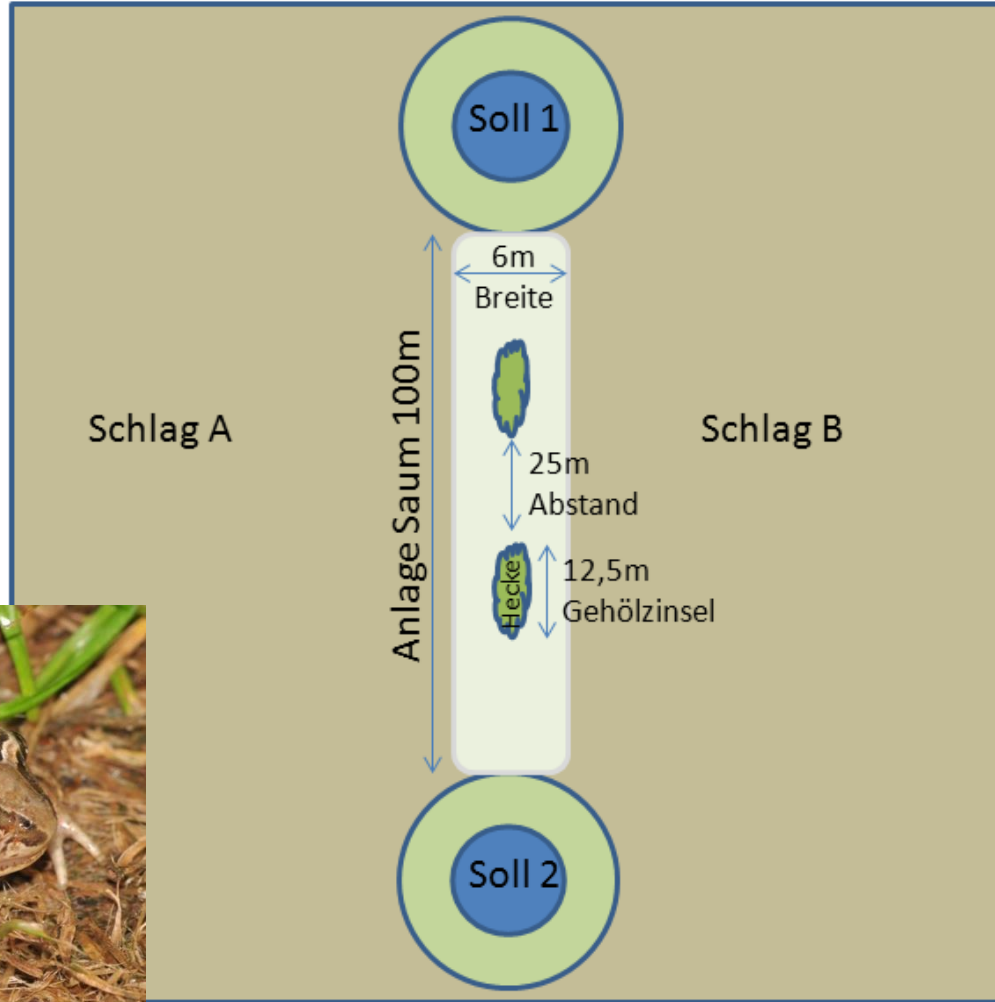 Soll 1
6m
Breite
Anlage Saum 100m
Schlag A
Schlag B
25m
Abstand
Hecke
12,5m
Gehölzinsel
Soll 2